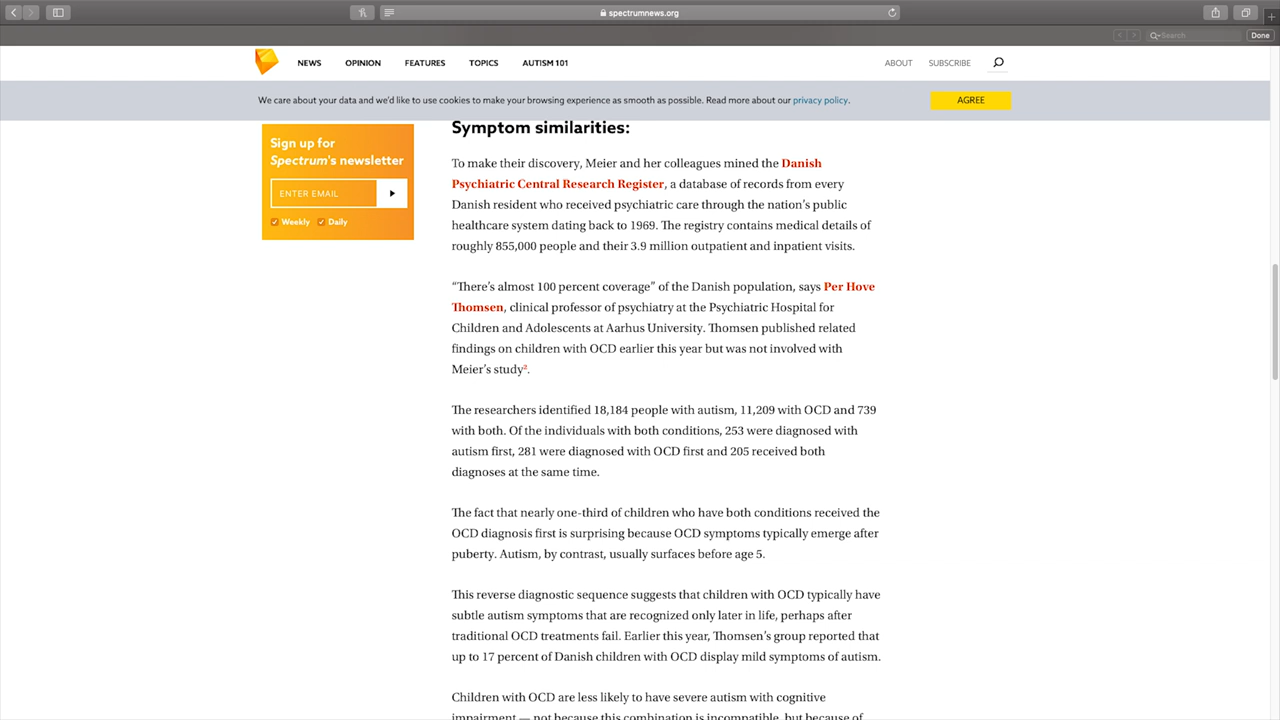 spectrumnews.org
Search
Done
NEWS
OPINION
FEATURES
TOPICS
AUTISM 101
ABOUT
SUBSCRIBE
We care about your data and we'd like to use cookies to make your browsing experience as smooth as possible. Read more about our privacy policy.
AGREE
Sign up for
Spectrum's newsletter
ENTER EMAIL
Weekly
Daily
Symptom similarities:
To make their discovery, Meier and her colleagues mined the Danish
Psychiatric Central Research Register, a database of records from every
Danish resident who received psychiatric care through the nation's public
healthcare system dating back to 1969. The registry contains medical details of
roughly 855,000 people and their 3.9 million outpatient and inpatient visits.
“There's almost 100 percent coverage” of the Danish population, says Per Hove
Thomsen, clinical professor of psychiatry at the Psychiatric Hospital for
Children and Adolescents at Aarhus University. Thomsen published related
findings on children with OCD earlier this year but was not involved with
Meier's study².
The researchers identified 18,184 people with autism, 11,209 with OCD and 739
with both. Of the individuals with both conditions, 253 were diagnosed with
autism first, 281 were diagnosed with OCD first and 205 received both
diagnoses at the same time.
The fact that nearly one-third of children who have both conditions received the
OCD diagnosis first is surprising because OCD symptoms typically emerge after
puberty. Autism, by contrast, usually surfaces before age 5.
This reverse diagnostic sequence suggests that children with OCD typically have
subtle autism symptoms that are recognized only later in life, perhaps after
traditional OCD treatments fail. Earlier this year, Thomsen's group reported that
up to 17 percent of Danish children with OCD display mild symptoms of autism.
Children with OCD are less likely to have severe autism with cognitive
impairment — not because this combination is incompatible, but because of